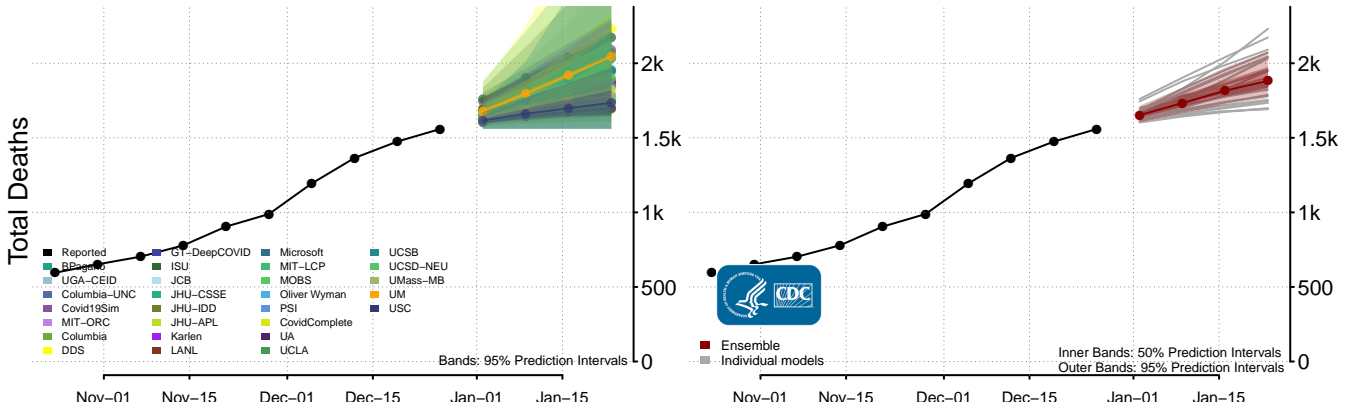 Total Deaths
2k
1.5k
1k
500
0
Reported
BPagano
UGA−CEID
Columbia−UNC
Covid19Sim
MIT−ORC
Columbia
DDS
GT−DeepCOVID
ISU
JCB
JHU−CSSE
JHU−IDD
JHU−APL
Karlen
LANL
Microsoft
MIT−LCP
MOBS
Oliver Wyman
PSI
CovidComplete
UA
UCLA
UCSB
UCSD−NEU
UMass−MB
UM
USC
Bands: 95% Prediction Intervals
Nov−01 Nov−15 Dec−01 Dec−15 Jan−01 Jan−15
2k
1.5k
1k
500
0
CDC
Ensemble
Individual models
Inner Bands: 50% Prediction Intervals
Outer Bands: 95% Prediction Intervals
Nov−01 Nov−15 Dec−01 Dec−15 Jan−01 Jan−15